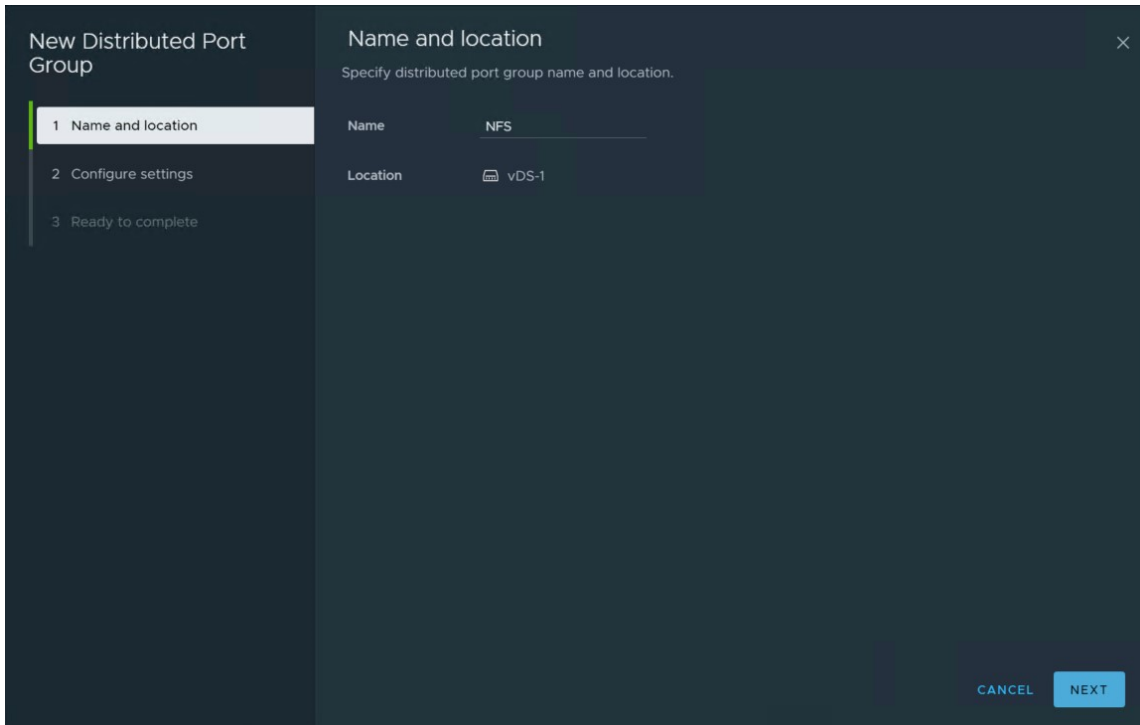 New Distributed Port
Group
1 Name and location
2 Configure settings
3 Ready to complete
Name and location
Specify distributed port group name and location.
Name NFS
Location vDS-1
CANCEL NEXT